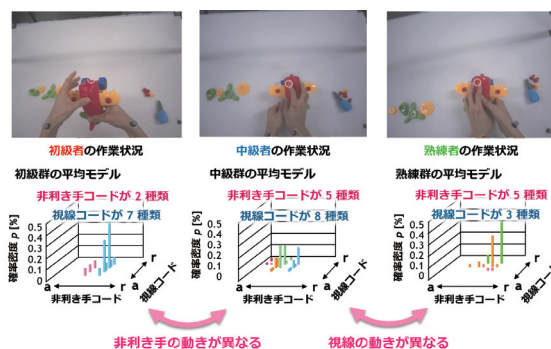 初級者の作業状況
中級者の作業状況
熟練者の作業状況
初級群の平均モデル
中級群の平均モデル
熟練群の平均モデル
非利き手コードが 2 種類
視線コードが 7 種類
非利き手コードが 5 種類
視線コードが 8 種類
非利き手コードが 5 種類
視線コードが 3 種類
確率密度 p [%]
0.5
0.4
0.3
0.2
0.1
0
a
非利き手コード
r
a
視線コード
r
確率密度 p [%]
0.5
0.4
0.3
0.2
0.1
0
a
非利き手コード
r
a
視線コード
r
確率密度 p [%]
0.5
0.4
0.3
0.2
0.1
0
a
非利き手コード
r
a
視線コード
r
非利き手の動きが異なる
視線の動きが異なる